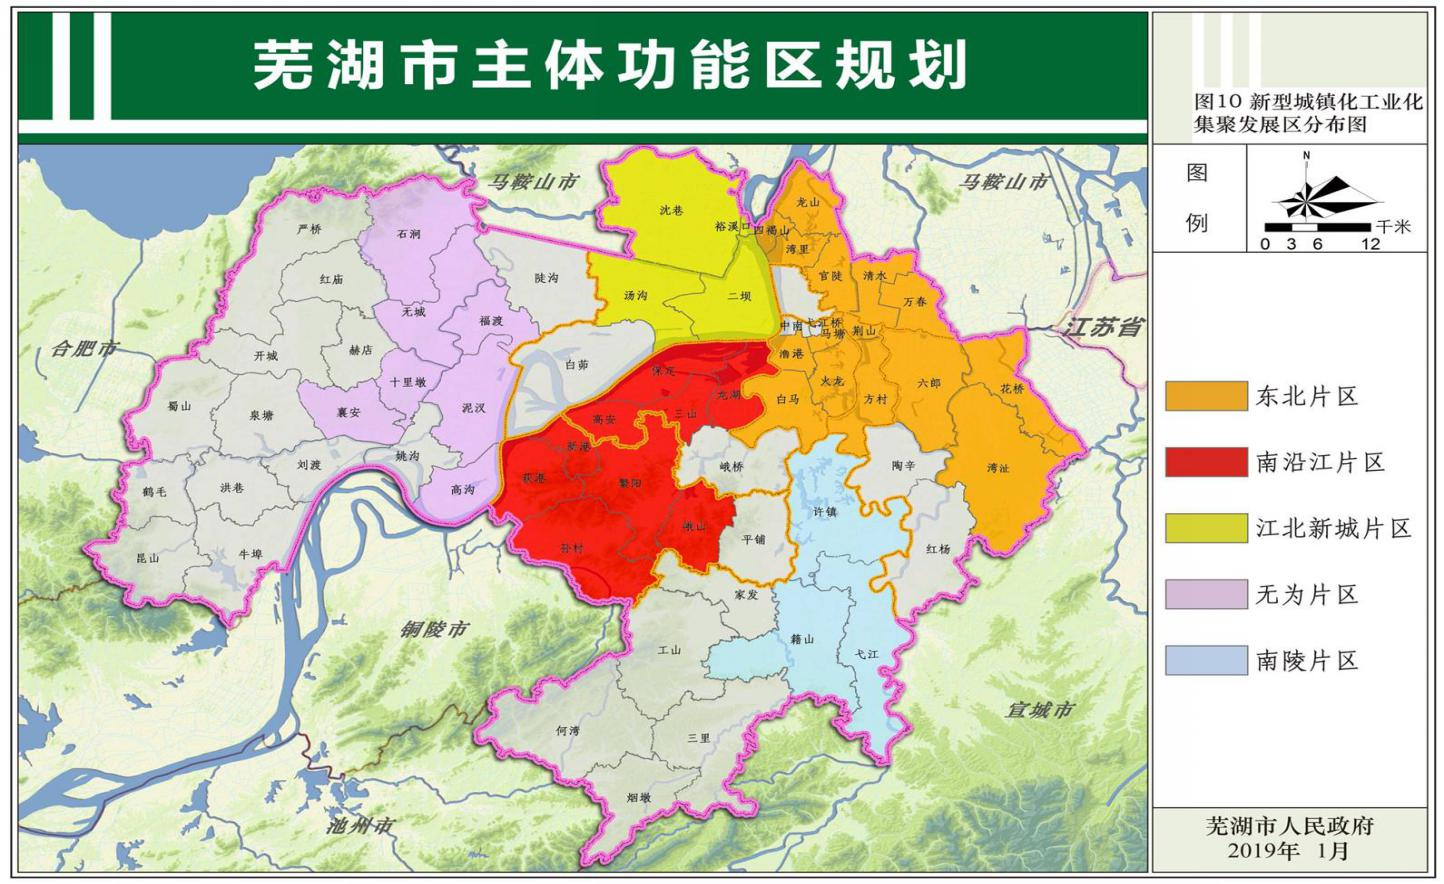 芜湖市主体功能区规划
图10 新型城镇化工业化
集聚发展区分布图
图
例
N
千米
0 3 6 12
东北片区
南沿江片区
江北新城片区
无为片区
南陵片区
芜湖市人民政府
2019年 1月
马鞍山市
马鞍山市
江苏省
合肥市
铜陵市
宣城市
池州市
严桥
石涧
沈巷
裕溪口
四褐山
龙山
湾里
红庙
陡沟
汤沟
二坝
官陡
清水
万春
无城
福渡
中南
弋江桥
马塘
荆山
开城
赫店
白茆
保定
鲁港
火龙
六郎
花桥
十里墩
泥汉
龙湖
白马
方村
蜀山
泉塘
襄安
高安
三山
姚沟
新港
峨桥
陶辛
湾沚
刘渡
鹤毛
洪巷
高沟
荻港
繁阳
许镇
峨山
平铺
红杨
昆山
牛埠
孙村
家发
工山
籍山
弋江
何湾
三里
烟墩